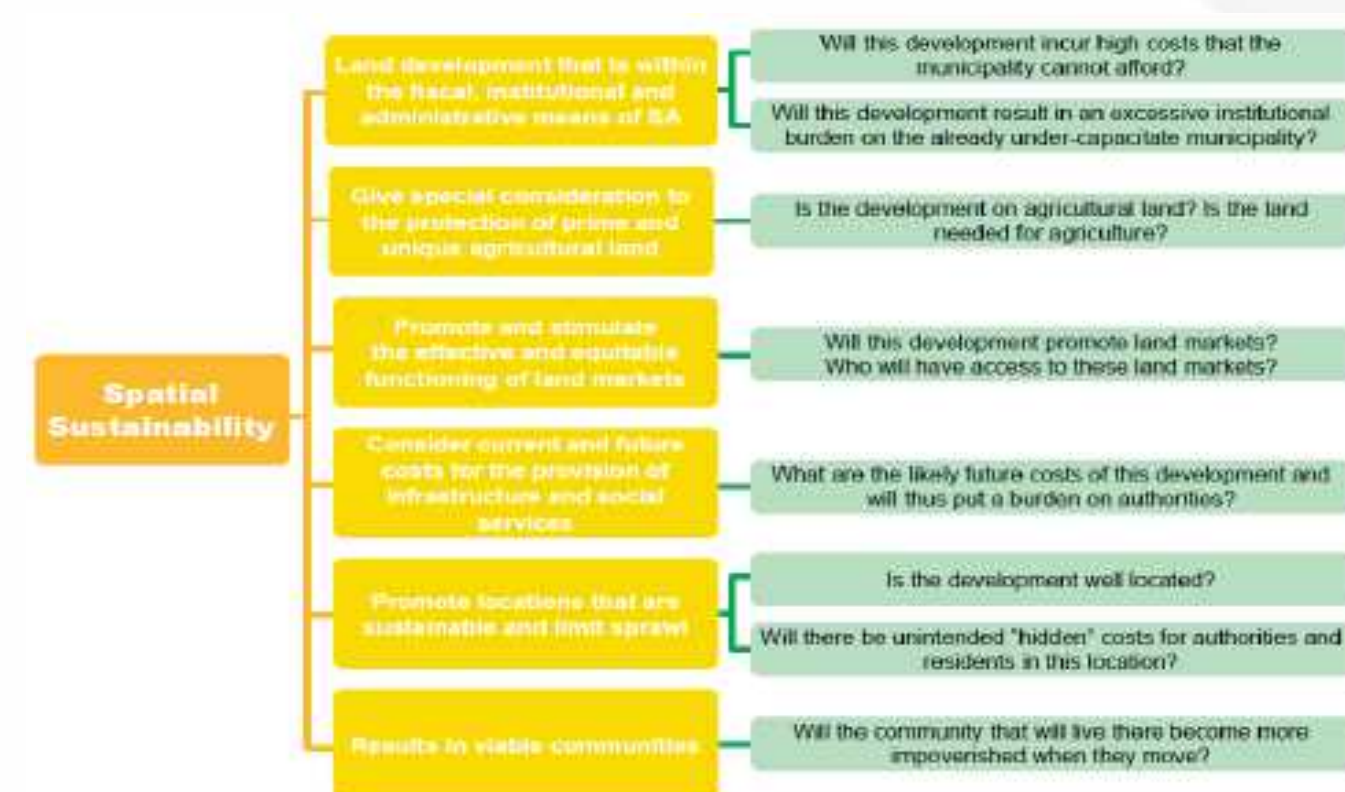 Spatial
Sustainability
Land development that is within
the fiscal, institutional and
administrative means of SA
Will this development incur high costs that the
municipality cannot afford?
Will this development result in an excessive institutional
burden on the already under-capacitate municipality?
Give special consideration to
the protection of prime and
unique agricultural land
Is the development on agricultural land? Is the land
needed for agriculture?
Promote and stimulate
the effective and equitable
functioning of land markets
Will this development promote land markets?
Who will have access to these land markets?
Consider current and future
costs for the provision of
infrastructure and social
services
What are the likely future costs of this development and
will thus put a burden on authorities?
Promote locations that are
sustainable and limit sprawl
Is the development well located?
Will there be unintended "hidden" costs for authorities and
residents in this location?
Results in viable communities
Will the community that will live there become more
impoverished when they move?